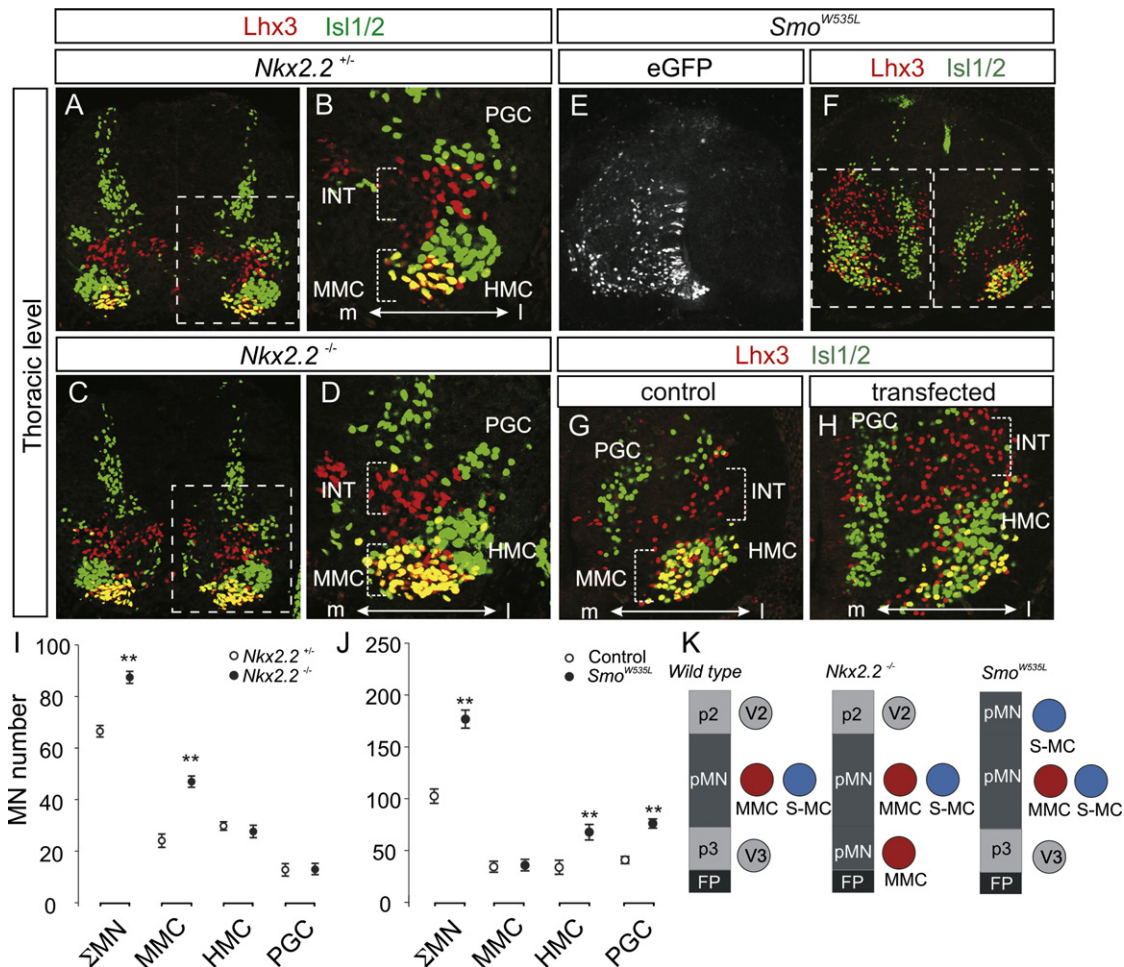 Lhx3 Isl1/2
Smo^W535L
Nkx2.2 +/-
eGFP
Lhx3 Isl1/2
Thoracic level
A
B
PGC
INT
MMC
HMC
m
l
E
F
Nkx2.2 -/-
Lhx3 Isl1/2
control
transfected
C
D
PGC
INT
MMC
HMC
m
l
G
PGC
INT
MMC
HMC
m
l
H
PGC
INT
HMC
m
l
I
MN number
100
80
60
40
20
0
**
**
Nkx2.2 +/-
Nkx2.2 -/-
ΣMN
MMC
HMC
PGC
J
250
200
150
100
50
0
**
**
**
Control
Smo^W535L
ΣMN
MMC
HMC
PGC
K
Wild type
Nkx2.2 -/-
Smo^W535L
p2
V2
pMN
MMC S-MC
p3
V3
FP
p2
V2
pMN
MMC S-MC
pMN
MMC
FP
pMN
S-MC
pMN
MMC S-MC
p3
V3
FP